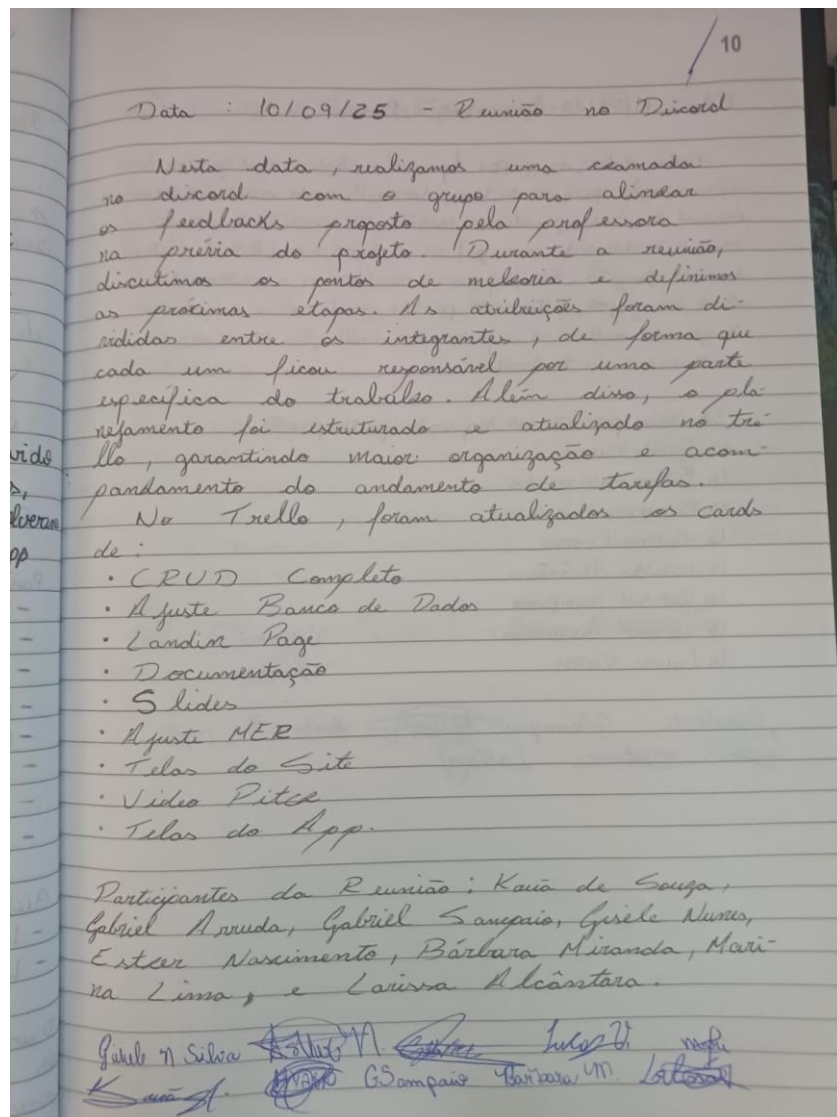 10
Data : 10/09/25 - Reunião no Discord
Nesta data, realizamos uma chamada
no discord com o grupo para alinhar
os feedbacks proposto pela professora
na prévia do projeto. Durante a reunião,
discutimos os pontos de melhoria e definimos
as próximas etapas. As atribuições foram di-
vididas entre os integrantes, de forma que
cada um ficou responsável por uma parte
específica do trabalho. Além disso, o pla-
nejamento foi estruturado e atualizado no tre-
llo, garantindo maior organização e acom-
panhamento do andamento de tarefas.
No Trello, foram atualizados os cards
de :
• CRUD Completo
• Ajuste Banco de Dados
• Landin Page
• Documentação
• Slides
• Ajuste MER
• Telas do Site
• Video Pitch
• Telas do App.
Participantes da Reunião : Kauã de Souza,
Gabriel Arruda, Gabriel Sampaio, Gisele Nunes,
Esther Nascimento, Bárbara Miranda, Mari-
na Lima, e Larissa Alcântara.
Gisele N Silva Lucas V.
GSampaio Barbara M.
vido